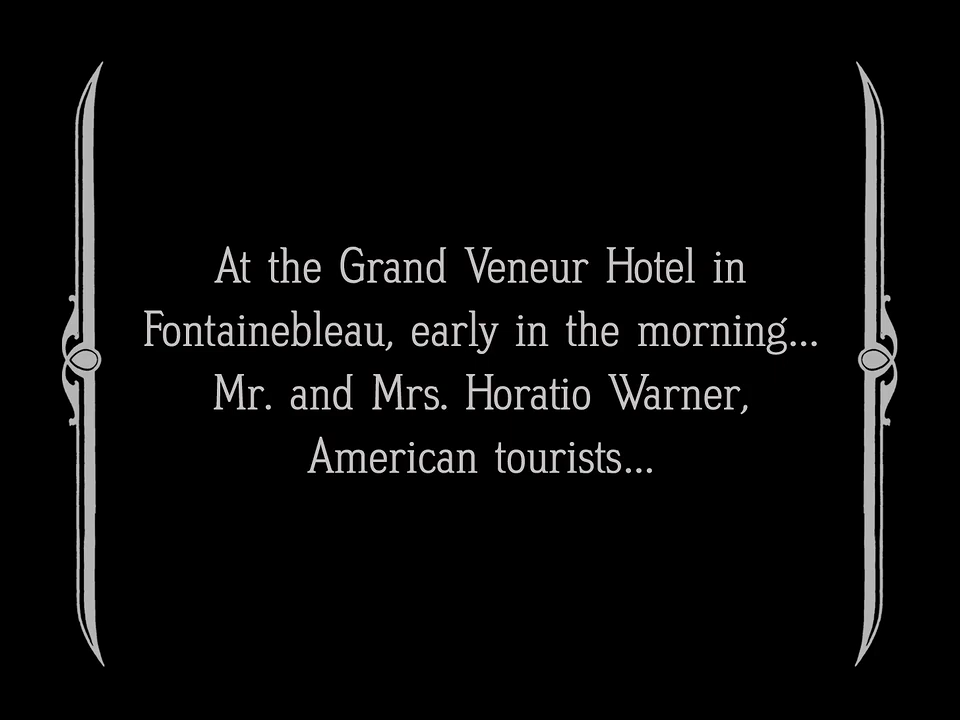 At the Grand Veneur Hotel in
Fontainebleau, early in the morning...
Mr. and Mrs. Horatio Warner,
American tourists...